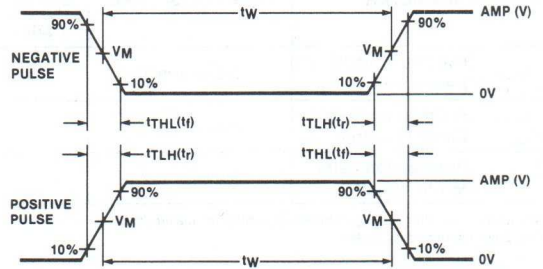 tW
90% 90% AMP (V)
NEGATIVE PULSE
VM VM
10% 10%
0V
tTHL(tf) tTLH(tr)
tTLH(tr) tTHL(tf)
AMP (V)
90% 90%
POSITIVE PULSE
VM VM
10% 10%
0V
tW